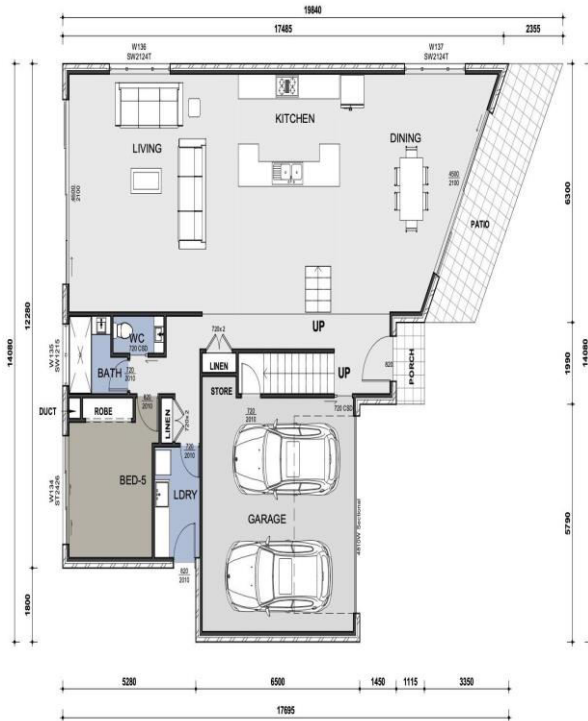 19840
17485 2355
W136
SW2124T
W137
SW2124T
KITCHEN
LIVING
DINING
4500
2100
4500
2100
PATIO
6300
12280
14080
14080
UP
720x2
WC
720 CSD
W135
SW1215
BATH
720
2010
LINEN
UP
820
PORCH
1990
STORE
DUCT
ROBE
620
2010
LINEN
720x2
720
2010
720 CSD
720
2010
W134
ST2426
BED-5
LDRY
GARAGE
4810W Sectional
5790
820
2010
1800
5280 6500 1450 1115 3350
17695